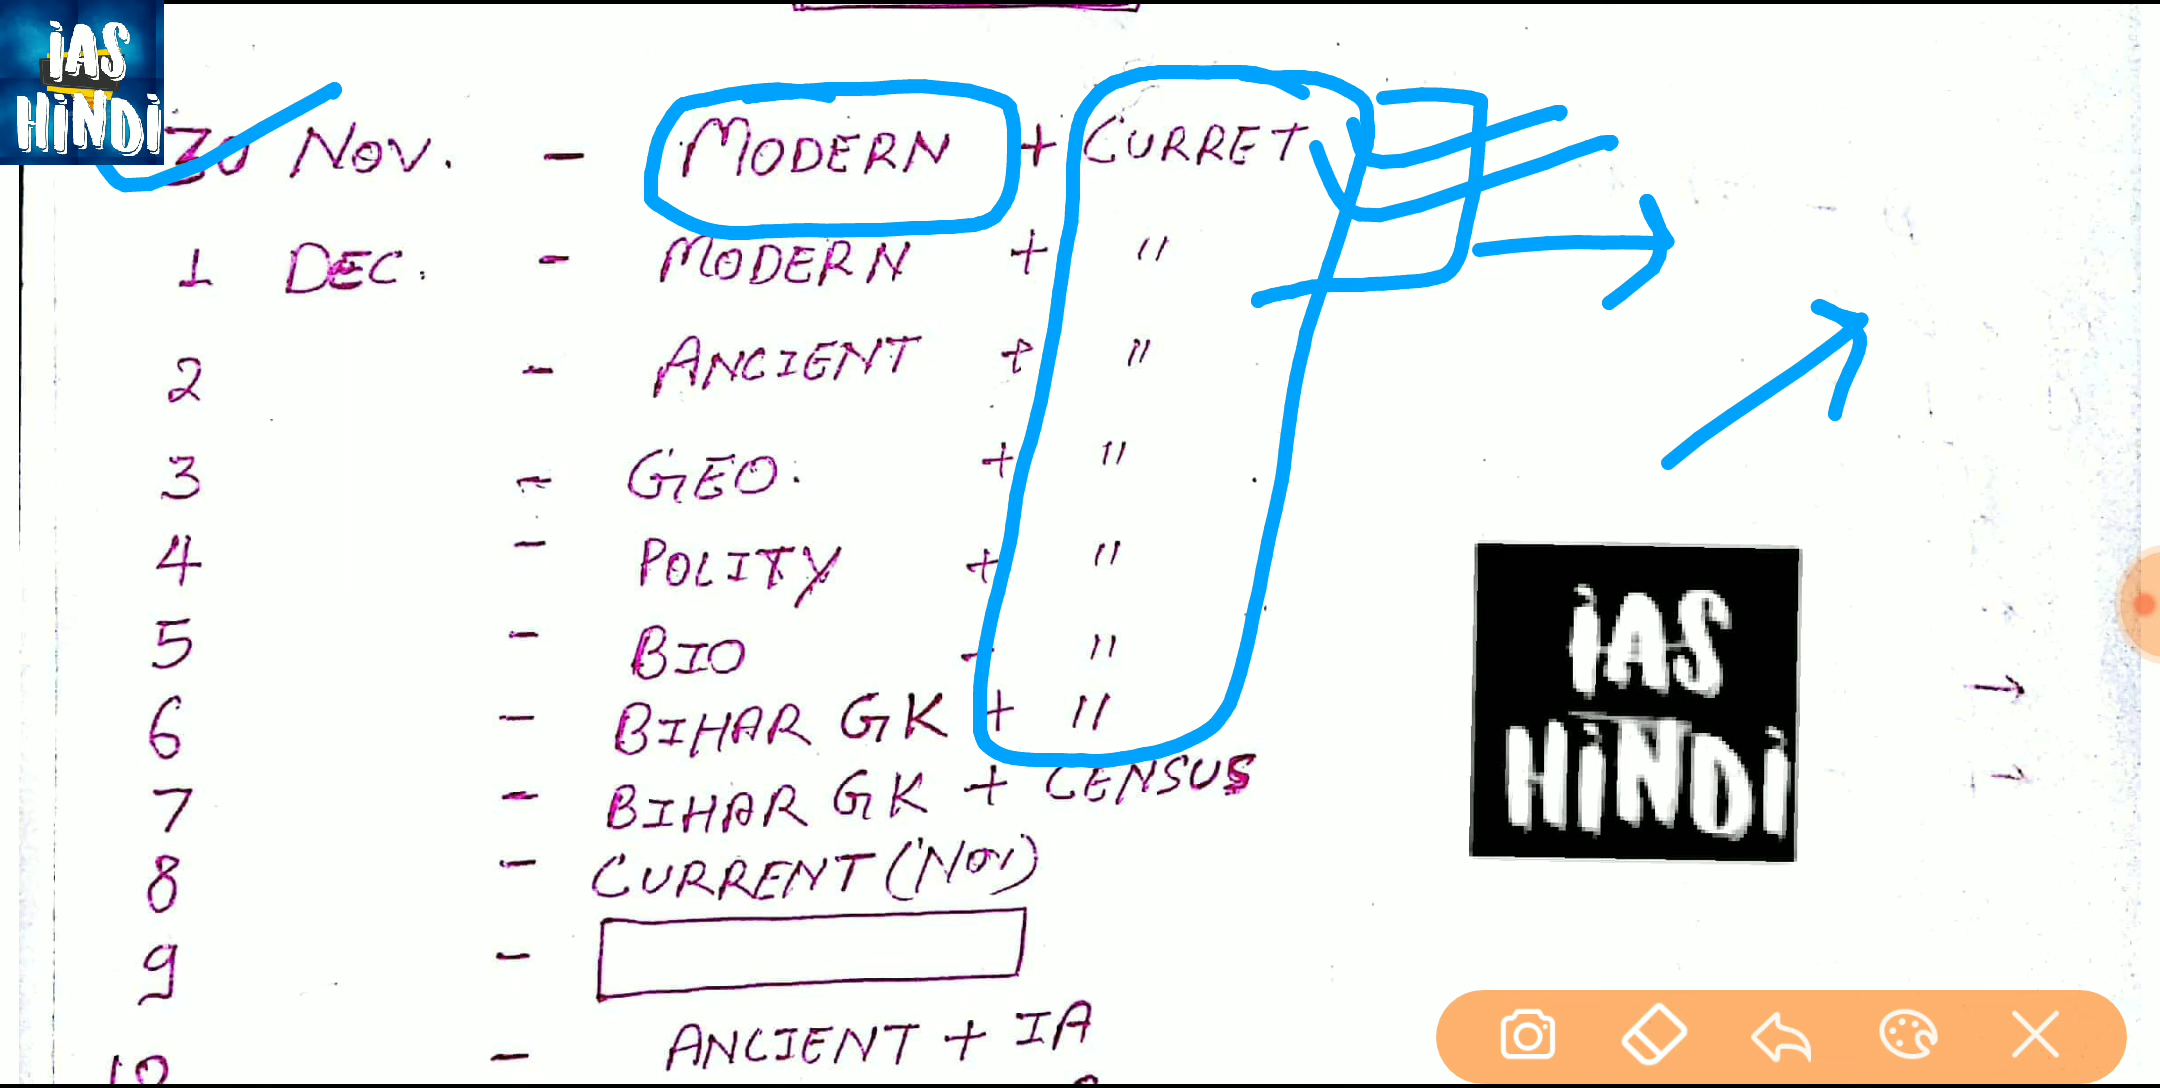 iAS
HiNDi
30 Nov. - MODERN + CURRET
1 DEC. - MODERN + "
2 - ANCIENT + "
3 - GEO. + "
4 - POLITY + "
5 - BIO - "
6 - BIHAR GK + "
7 - BIHAR GK + CENSUS
8 - CURRENT (NOV)
9 -
10 - ANCIENT + IA
iAS
HiNDi